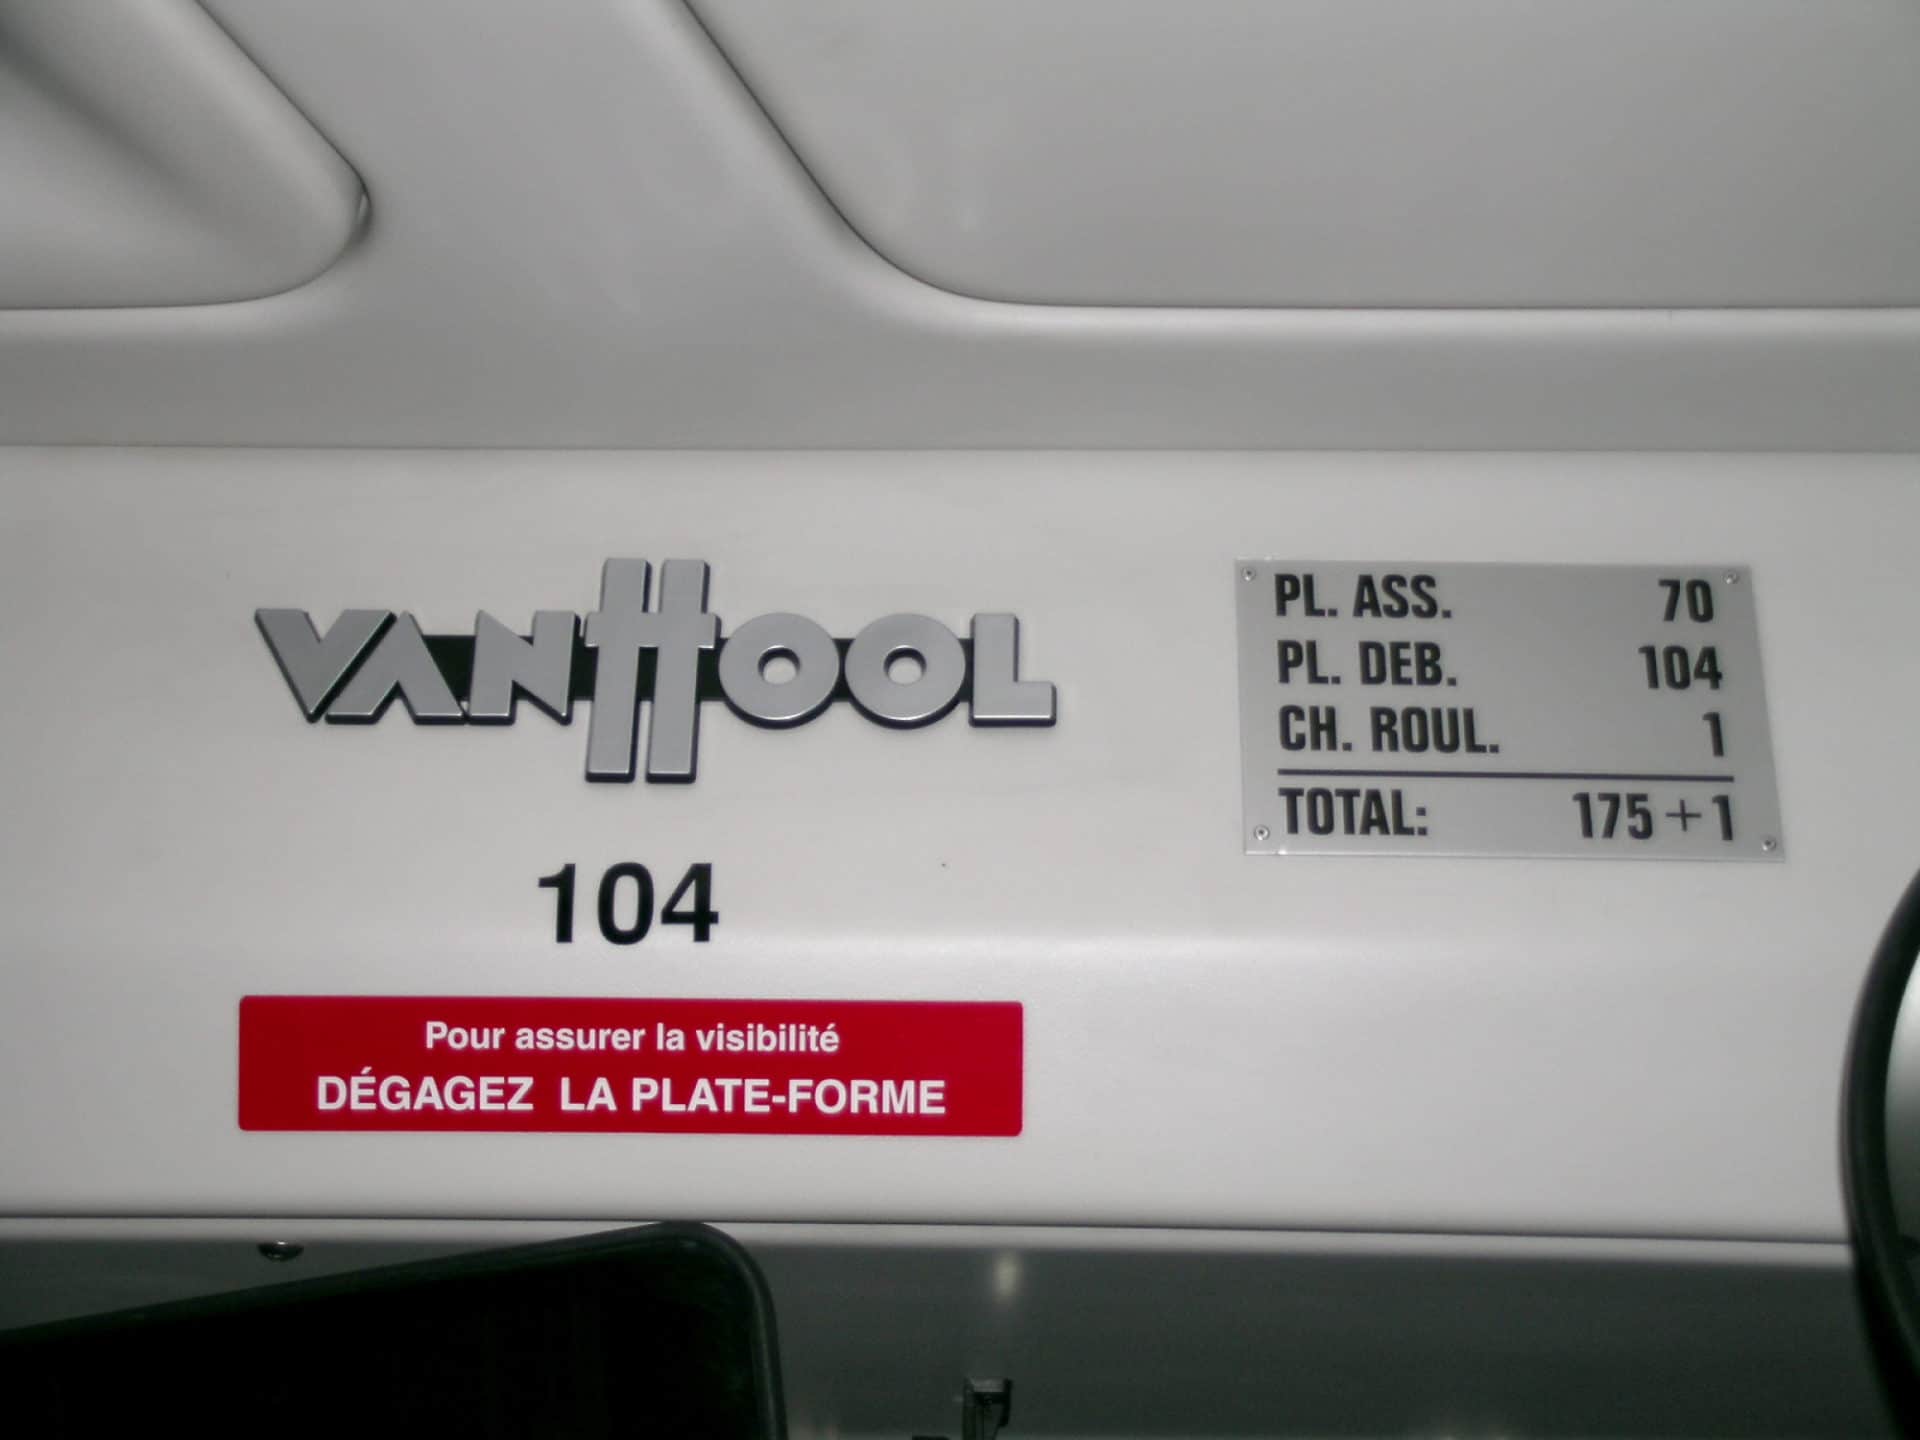 VANHOOL
104
Pour assurer la visibilité
DÉGAGEZ LA PLATE-FORME
PL. ASS. 70
PL. DEB. 104
CH. ROUL. 1
TOTAL: 175+1